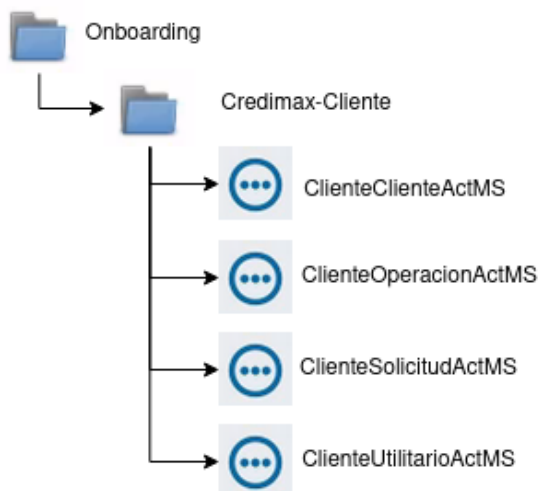 Onboarding
Credimax-Cliente
ClienteClienteActMS
ClienteOperacionActMS
ClienteSolicitudActMS
ClienteUtilitarioActMS